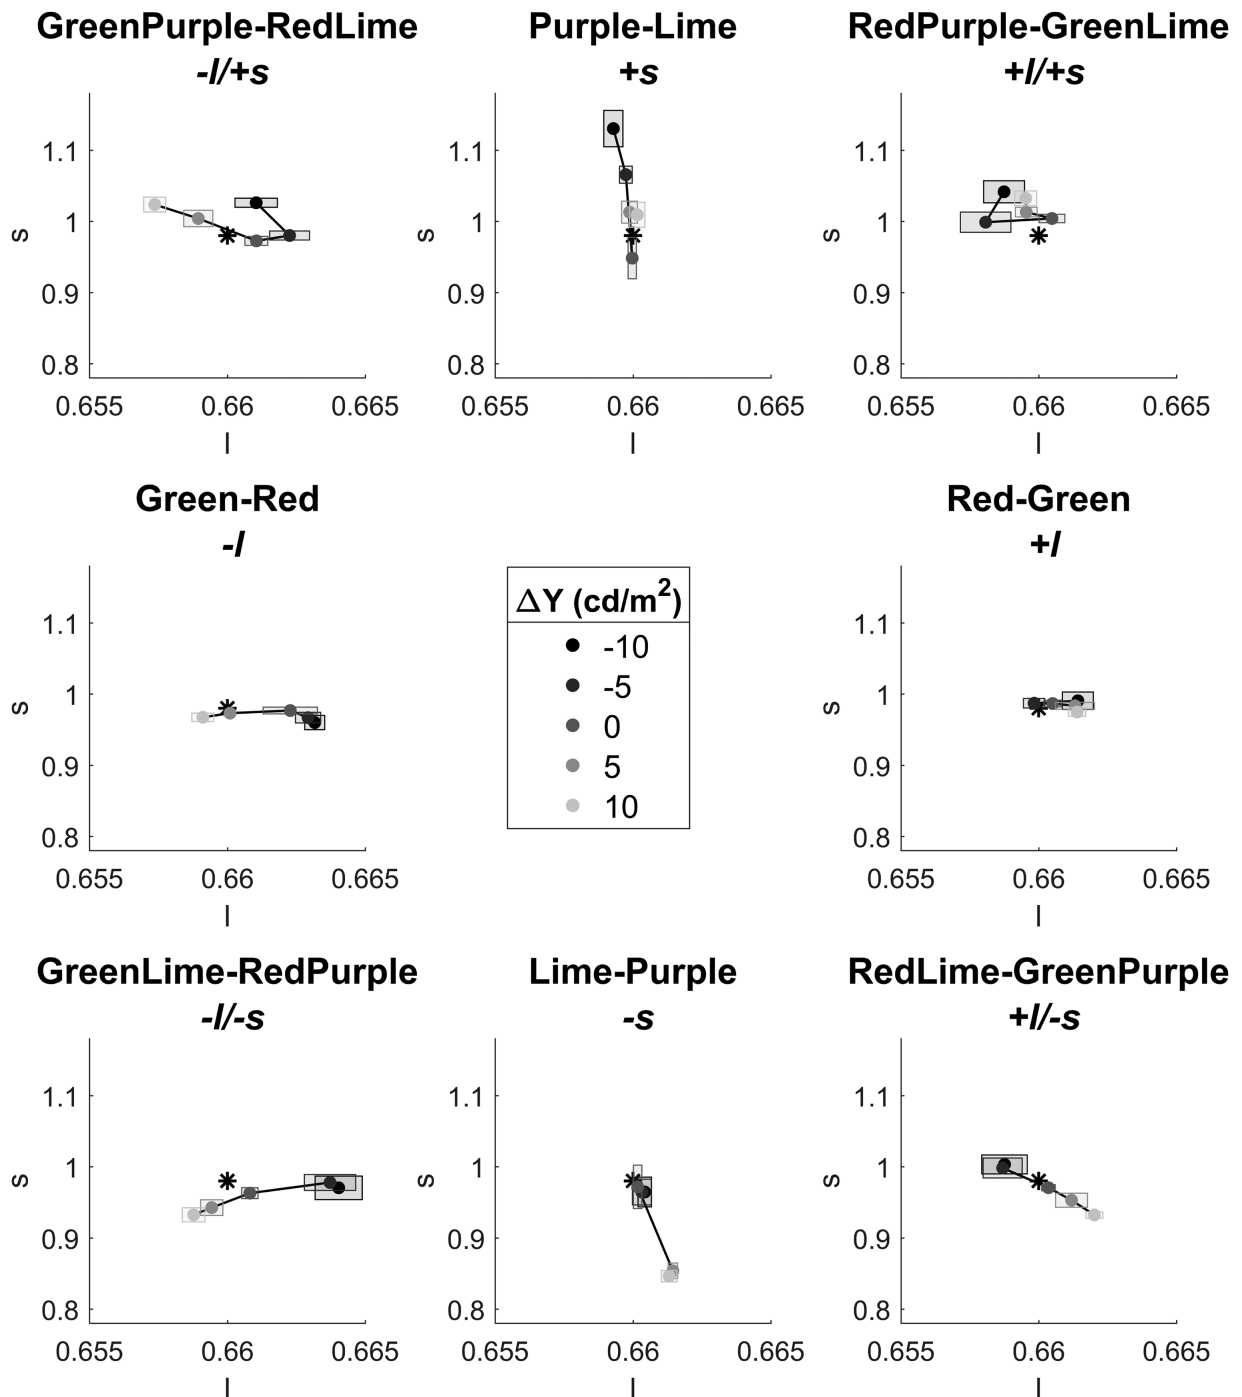 GreenPurple-RedLime
-l/+s
Purple-Lime
+s
RedPurple-GreenLime
+l/+s
1.1
1
0.9
0.8
s
0.655 0.66 0.665
l
1.1
1
0.9
0.8
s
0.655 0.66 0.665
l
1.1
1
0.9
0.8
s
0.655 0.66 0.665
l
Green-Red
-l
1.1
1
0.9
0.8
s
0.655 0.66 0.665
l
ΔY (cd/m²)
-10
-5
0
5
10
Red-Green
+l
1.1
1
0.9
0.8
s
0.655 0.66 0.665
l
GreenLime-RedPurple
-l/-s
Lime-Purple
-s
RedLime-GreenPurple
+l/-s
1.1
1
0.9
0.8
s
0.655 0.66 0.665
l
1.1
1
0.9
0.8
s
0.655 0.66 0.665
l
1.1
1
0.9
0.8
s
0.655 0.66 0.665
l